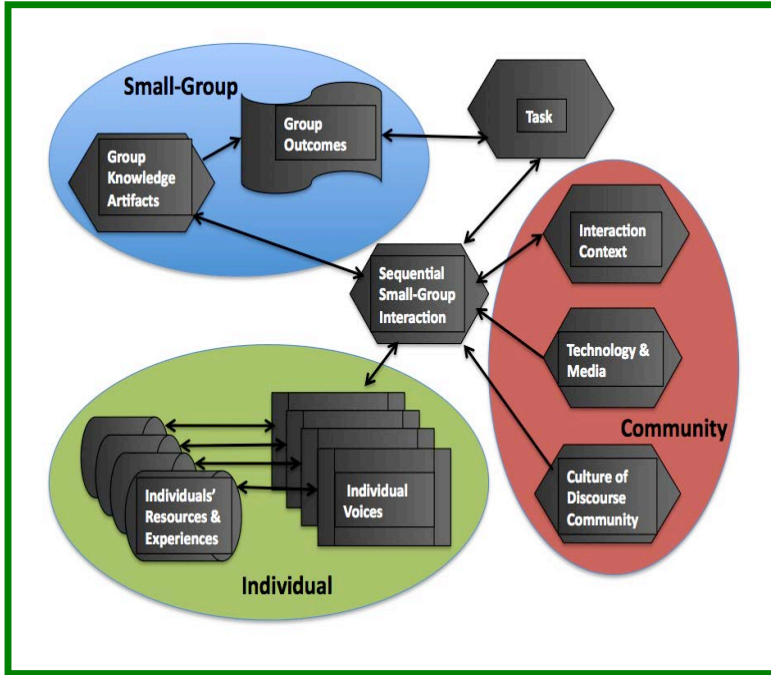 Small-Group
Group
Outcomes
Task
Group
Knowledge
Artifacts
Interaction
Context
Sequential
Small-Group
Interaction
Technology &
Media
Community
Individual
Voices
Individuals’
Resources &
Experiences
Culture of
Discourse
Community
Individual